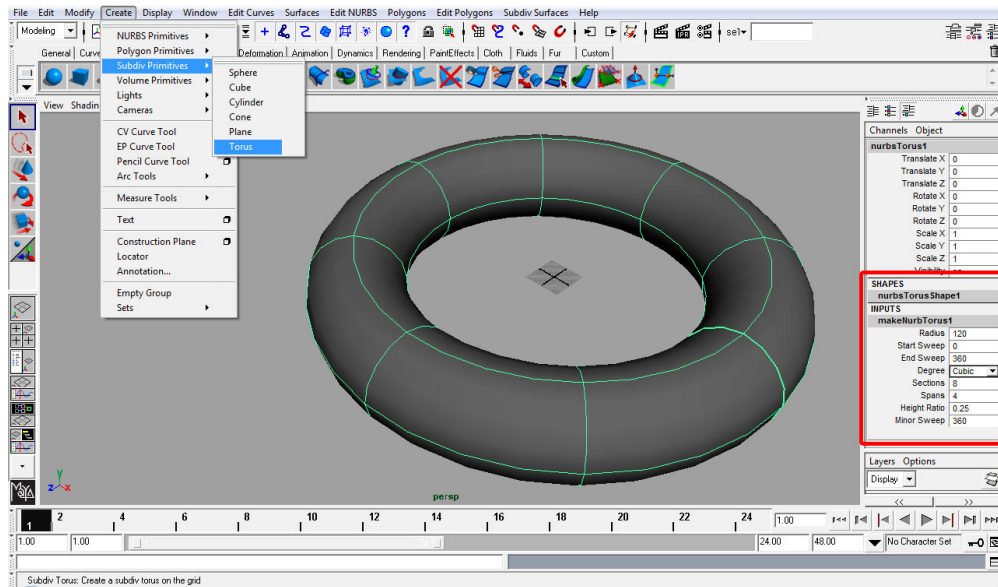 File Edit Modify Create Display Window Edit Curves Surfaces Edit NURBS Polygons Edit Polygons Subdiv Surfaces Help
Modeling
sel-
General Curve
Deformation Animation Dynamics Rendering PaintEffects Cloth Fluids Fur Custom
NURBS Primitives
Polygon Primitives
Subdiv Primitives
Volume Primitives
Lights
Cameras
CV Curve Tool
EP Curve Tool
Pencil Curve Tool
Arc Tools
Measure Tools
Text
Construction Plane
Locator
Annotation...
Empty Group
Sets
Sphere
Cube
Cylinder
Cone
Plane
Torus
View Shadin
Channels Object
nurbsTorus1
Translate X 0
Translate Y 0
Translate Z 0
Rotate X 0
Rotate Y 0
Rotate Z 0
Scale X 1
Scale Y 1
Scale Z 1
SHAPES
nurbsTorusShape1
INPUTS
makeNurbTorus1
Radius 120
Start Sweep 0
End Sweep 360
Degree Cubic
Sections 8
Spans 4
Height Ratio 0.25
Minor Sweep 360
Layers Options
Display
<< >>
y
z x
persp
MAYA
1 2 4 6 8 10 12 14 16 18 20 22 24 1.00
1.00 1.00 24.00 48.00 No Character Set
Subdiv Torus: Create a subdiv torus on the grid